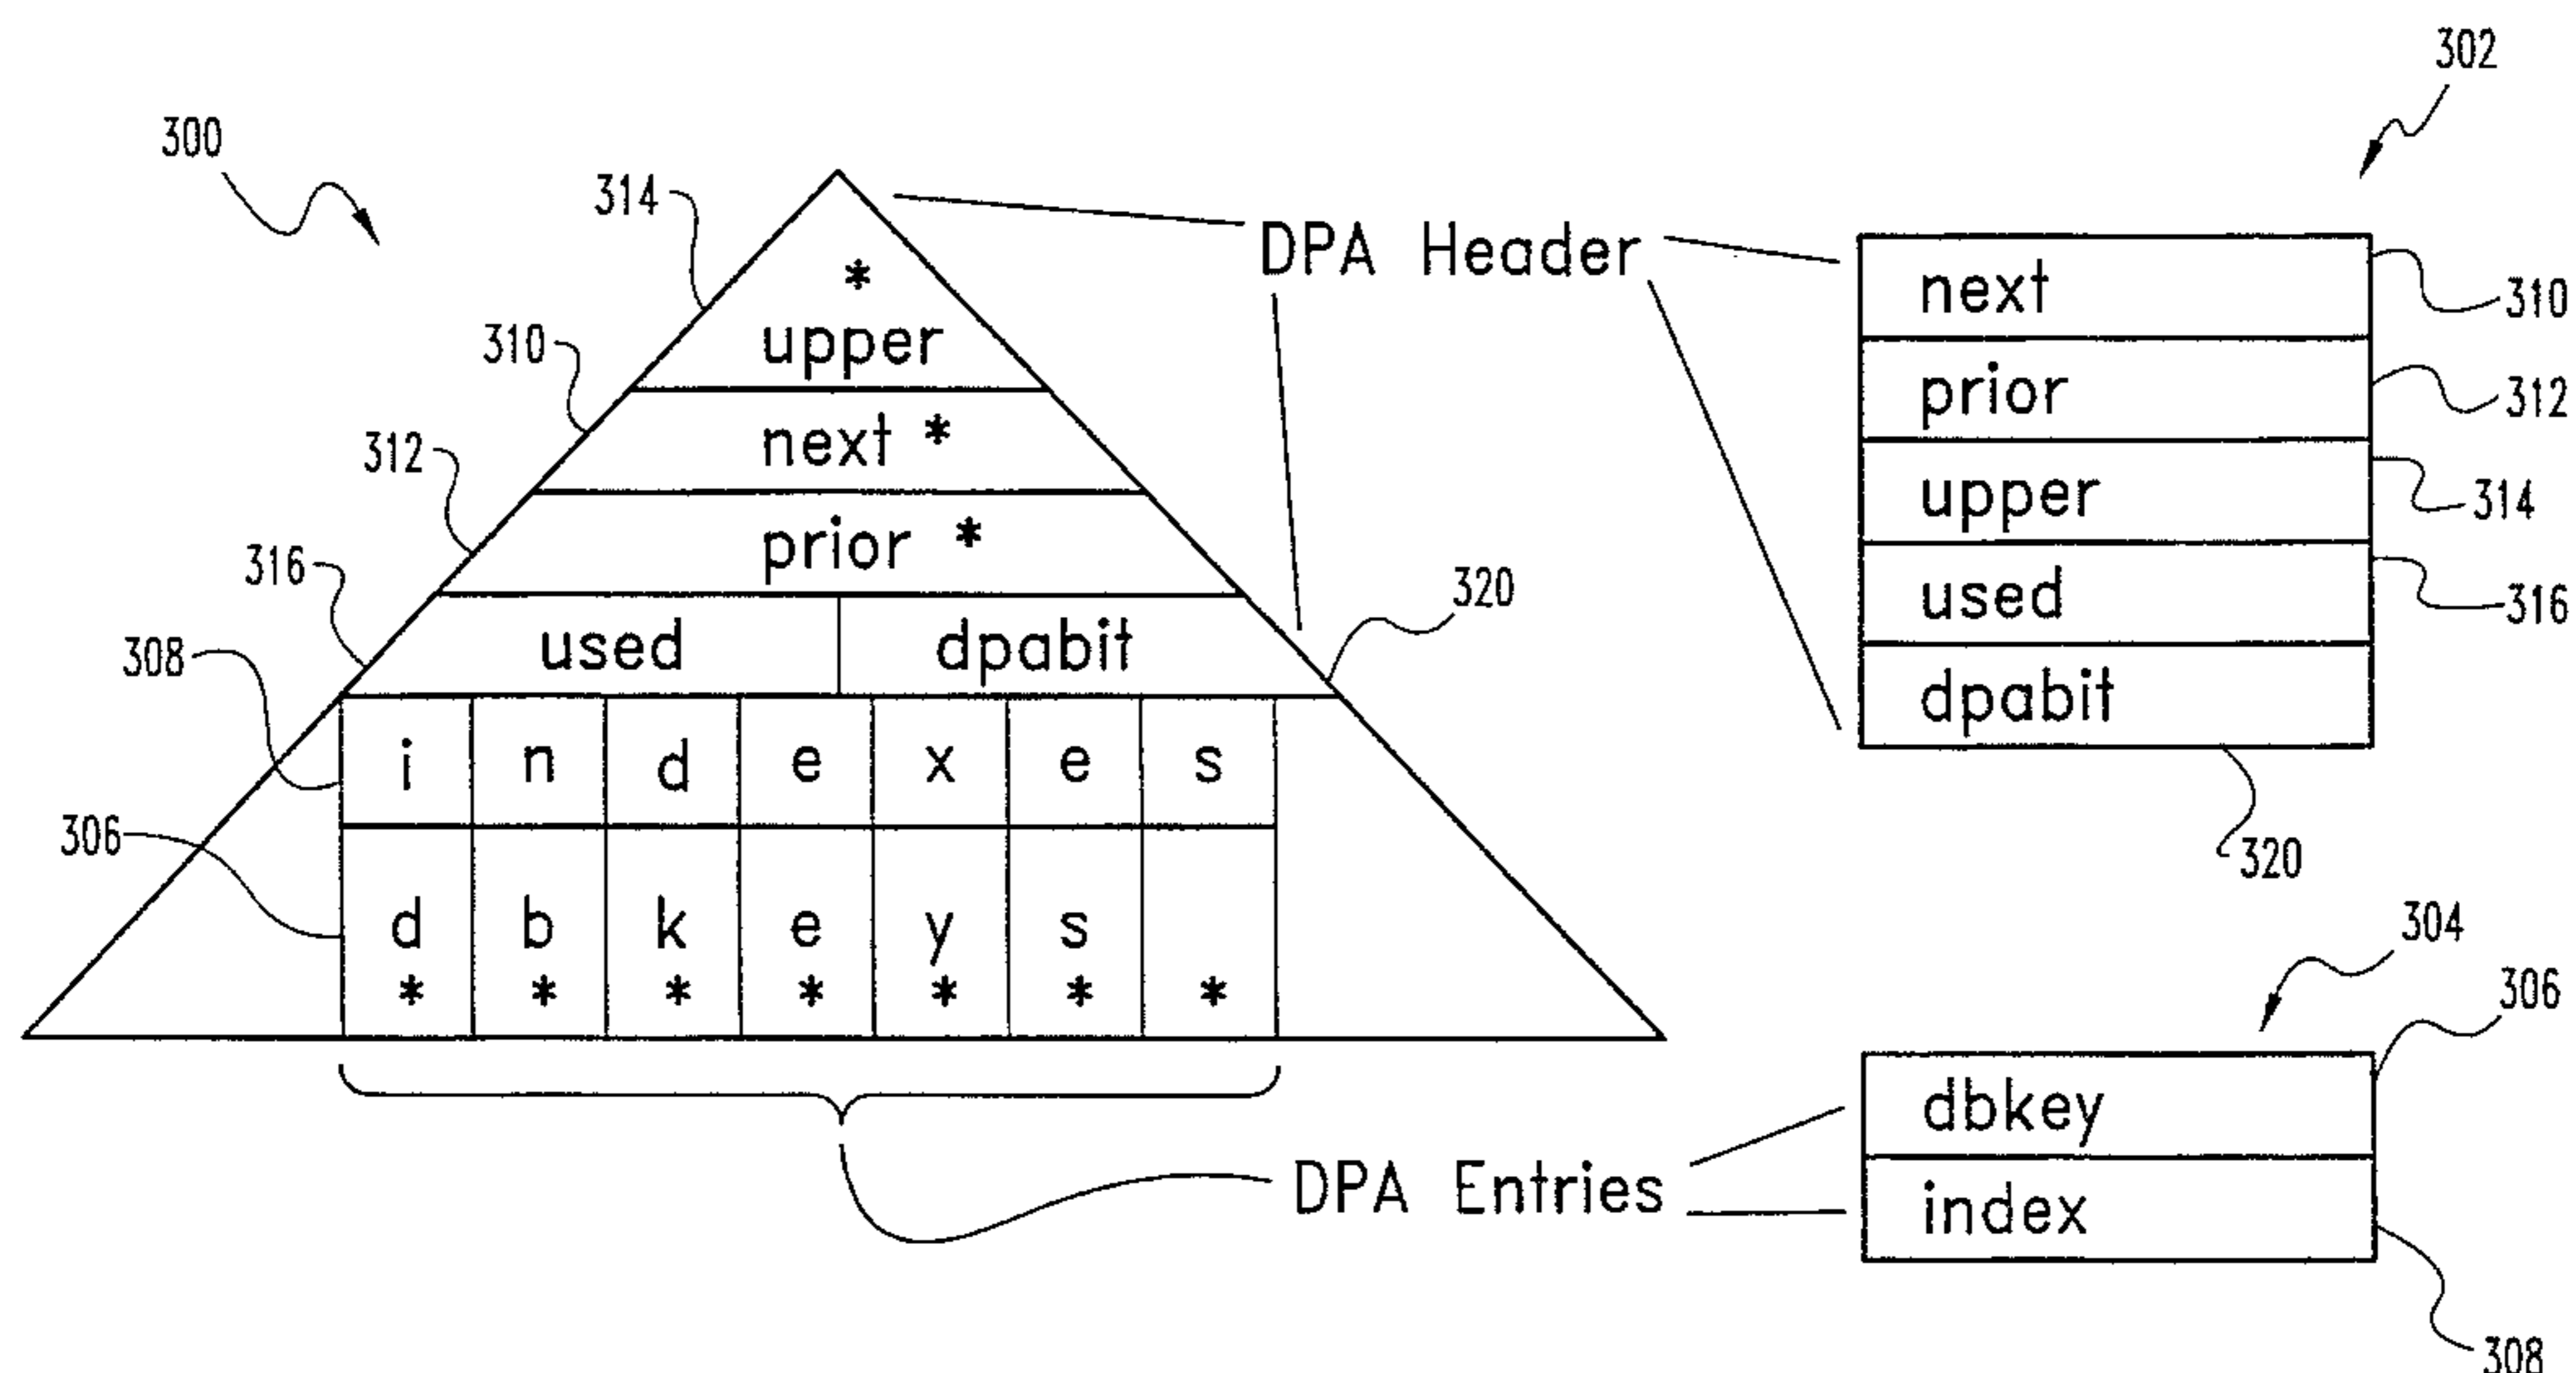 302
300
314
*
upper
DPA Header
310
next *
312
prior *
316
used dpabit
320
308
i n d e x e s
306
d b k e y s
* * * * * * *
next
310
prior
312
upper
314
used
316
dpabit
320
304
306
dbkey
index
308
DPA Entries